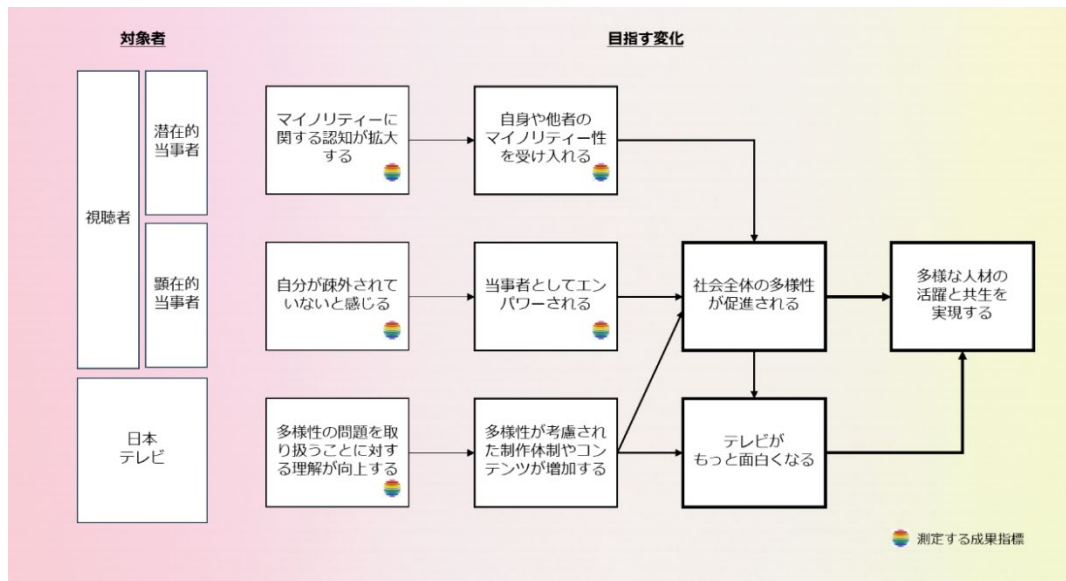 対象者
目指す変化
視聴者
潜在的
当事者
マイノリティーに
関する認知が拡大
する
自身や他者の
マイノリティー性
を受け入れる
顕在的
当事者
自分が疎外されて
いないと感じる
当事者としてエン
パワーされる
社会全体の多様性
が促進される
多様な人材の
活躍と共生を
実現する
日本
テレビ
多様性の問題を取
り扱うことに対す
る理解が向上する
多様性が考慮され
た制作体制やコン
テンツが増加する
テレビが
もっと面白くなる
測定する成果指標